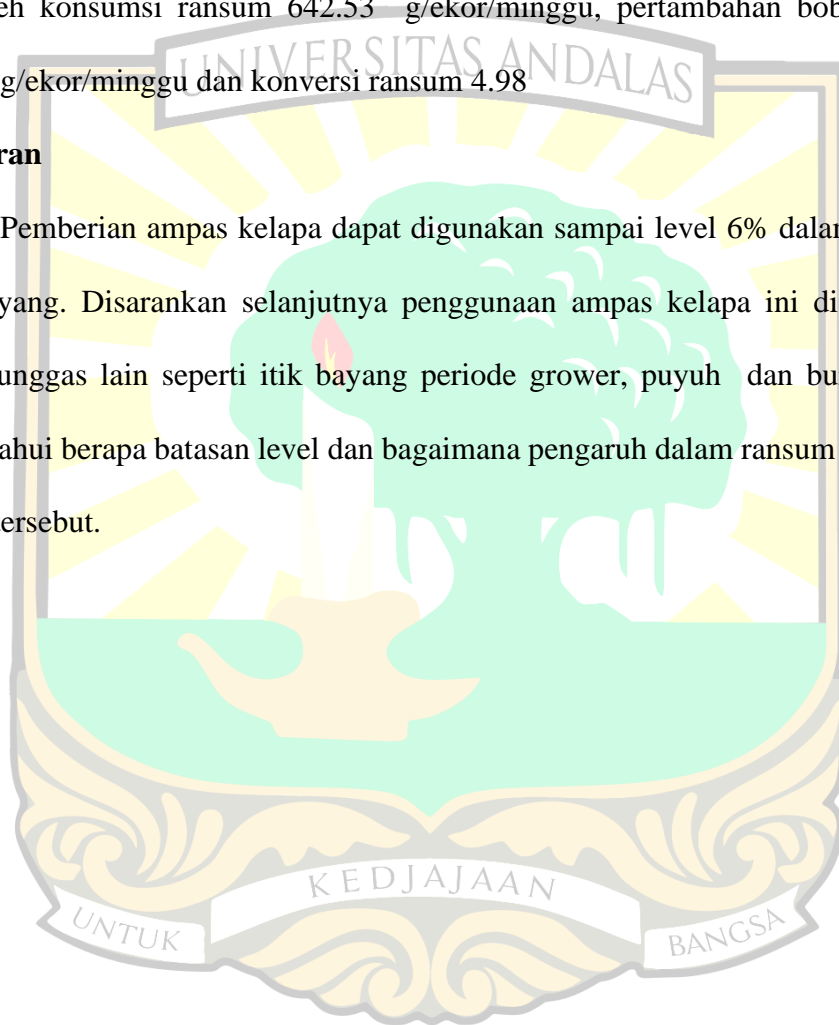 eh konsumsi ransum 642.53 g/ekor/minggu, pertambahan bob
g/ekor/minggu dan konversi ransum 4.98
UNIVERSITAS ANDALAS
ran
Pemberian ampas kelapa dapat digunakan sampai level 6% dalam
yang. Disarankan selanjutnya penggunaan ampas kelapa ini di
unggas lain seperti itik bayang periode grower, puyuh dan bu
ahui berapa batasan level dan bagaimana pengaruh dalam ransum
tersebut.
UNTUK KEDJAJAAN BANGSA